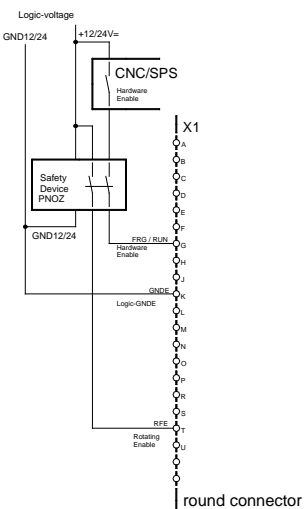 Logic-voltage
GND12/24
+12/24V=
CNC/SPS
Hardware
Enable
X1
A
B
C
Safety
Device
PNOZ
D
E
F
GND12/24
FRG / RUN
G
Hardware
Enable
H
J
GNDE
K
Logic-GNDE
L
M
N
O
P
R
S
RFE
T
Rotating
Enable
U
round connector